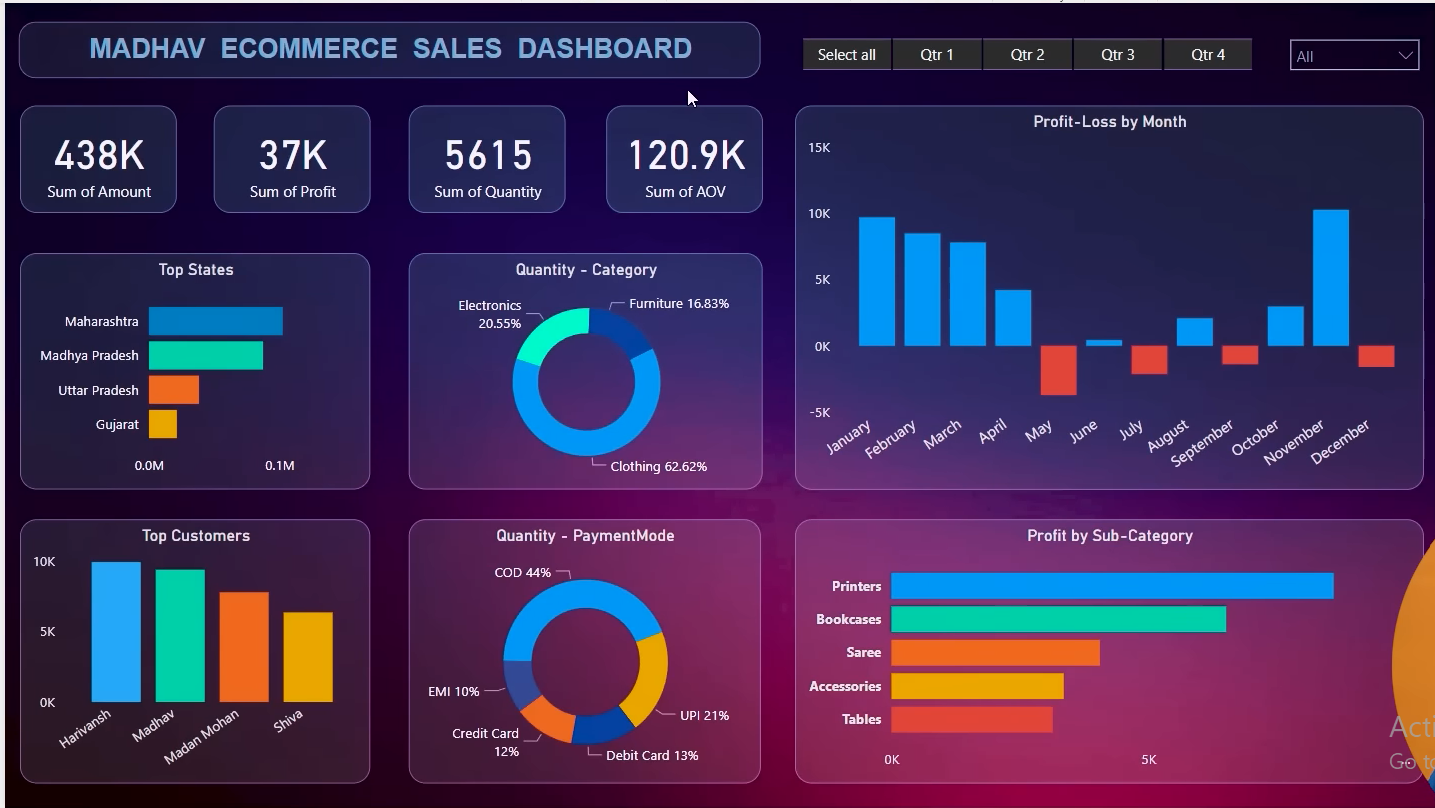 MADHAV ECOMMERCE SALES DASHBOARD
Select all
Qtr 1
Qtr 2
Qtr 3
Qtr 4
All
438K
Sum of Amount
37K
Sum of Profit
5615
Sum of Quantity
120.9K
Sum of AOV
Profit-Loss by Month
15K
10K
5K
0K
-5K
January
February
March
April
May
June
July
August
September
October
November
December
Top States
Maharashtra
Madhya Pradesh
Uttar Pradesh
Gujarat
0.0M
0.1M
Quantity - Category
Electronics
20.55%
Furniture 16.83%
Clothing 62.62%
Top Customers
10K
5K
0K
Harivansh
Madhav
Madan Mohan
Shiva
Quantity - PaymentMode
COD 44%
EMI 10%
Credit Card
12%
Debit Card 13%
UPI 21%
Profit by Sub-Category
Printers
Bookcases
Saree
Accessories
Tables
0K
5K
Acti
Go to